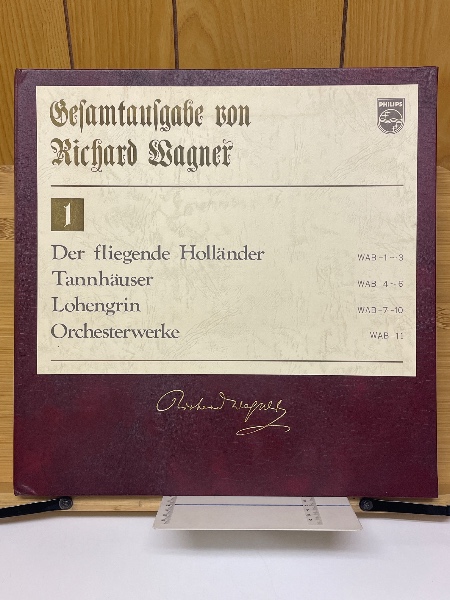 Gesamtausgabe von
PHILIPS
Richard Wagner
1
Der fliegende Holländer WAB-1~3
Tannhäuser WAB-4~6
Lohengrin WAB-7~10
Orchesterwerke WAB-11
Richard Wagner